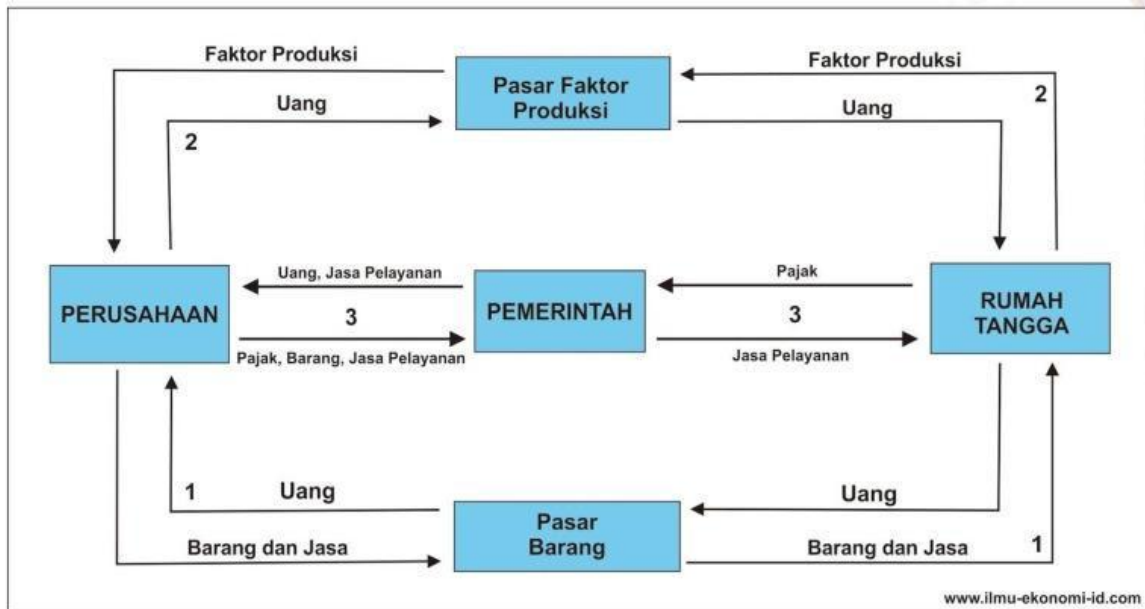 Faktor Produksi
Faktor Produksi
Pasar Faktor
Produksi
2
Uang
Uang
2
Uang, Jasa Pelayanan
Pajak
PERUSAHAAN
3
PEMERINTAH
3
RUMAH
TANGGA
Pajak, Barang, Jasa Pelayanan
Jasa Pelayanan
1
Uang
Uang
Pasar
Barang
Barang dan Jasa
Barang dan Jasa
1
www.ilmu-ekonomi-id.com